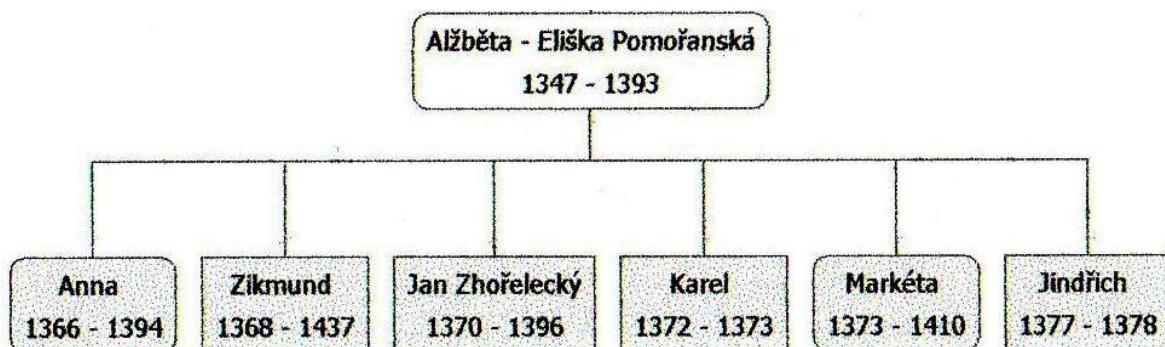 Alžběta - Eliška Pomořanská
1347 - 1393
Anna
1366 - 1394
Zikmund
1368 - 1437
Jan Zhořelecký
1370 - 1396
Karel
1372 - 1373
Markéta
1373 - 1410
Jindřich
1377 - 1378